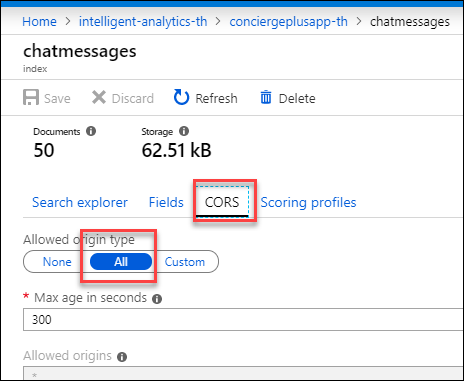 Home > intelligent-analytics-th > conciergeplusapp-th > chatmessages
chatmessages
index
Save Discard Refresh Delete
Documents Storage
50 62.51 kB
Search explorer Fields CORS Scoring profiles
Allowed origin type
None All Custom
* Max age in seconds
300
Allowed origins
*